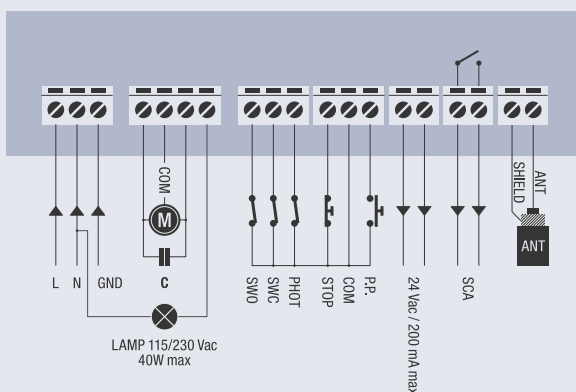 COM
M
SHIELD
ANT
ANT
L
N
GND
C
SWO
SWC
PHOT
STOP
COM
P.P.
24 Vac / 200 mA max
SCA
LAMP 115/230 Vac
40W max